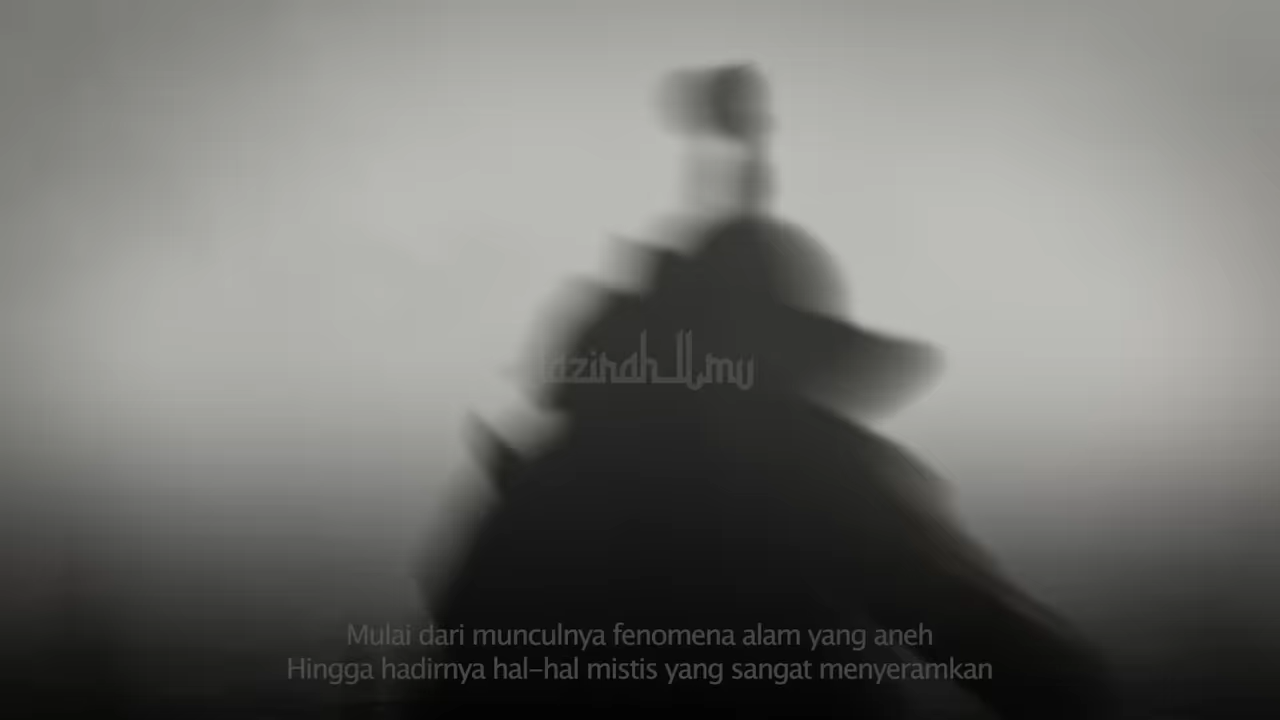 Mulai dari munculnya fenomena alam yang aneh
Hingga hadirnya hal-hal mistis yang sangat menyeramkan